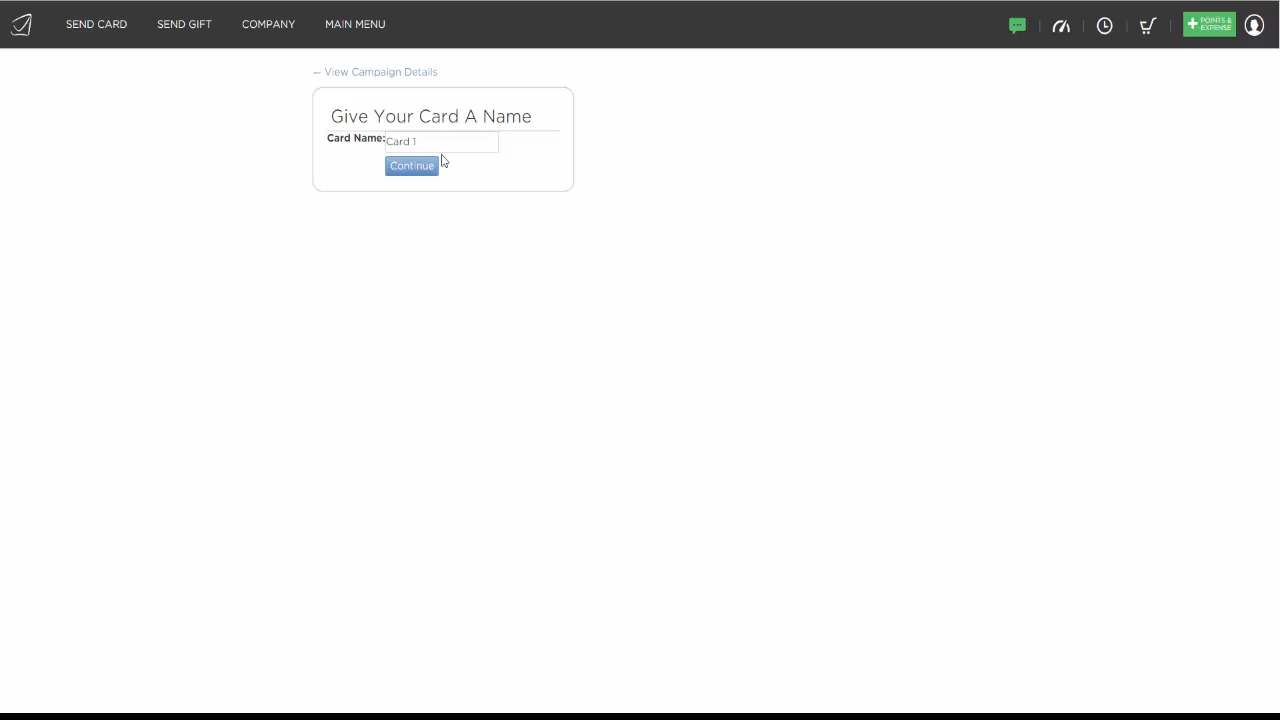 SEND CARD SEND GIFT COMPANY MAIN MENU
+ POINTS &
EXPENSE
← View Campaign Details
Give Your Card A Name
Card Name: Card 1
Continue